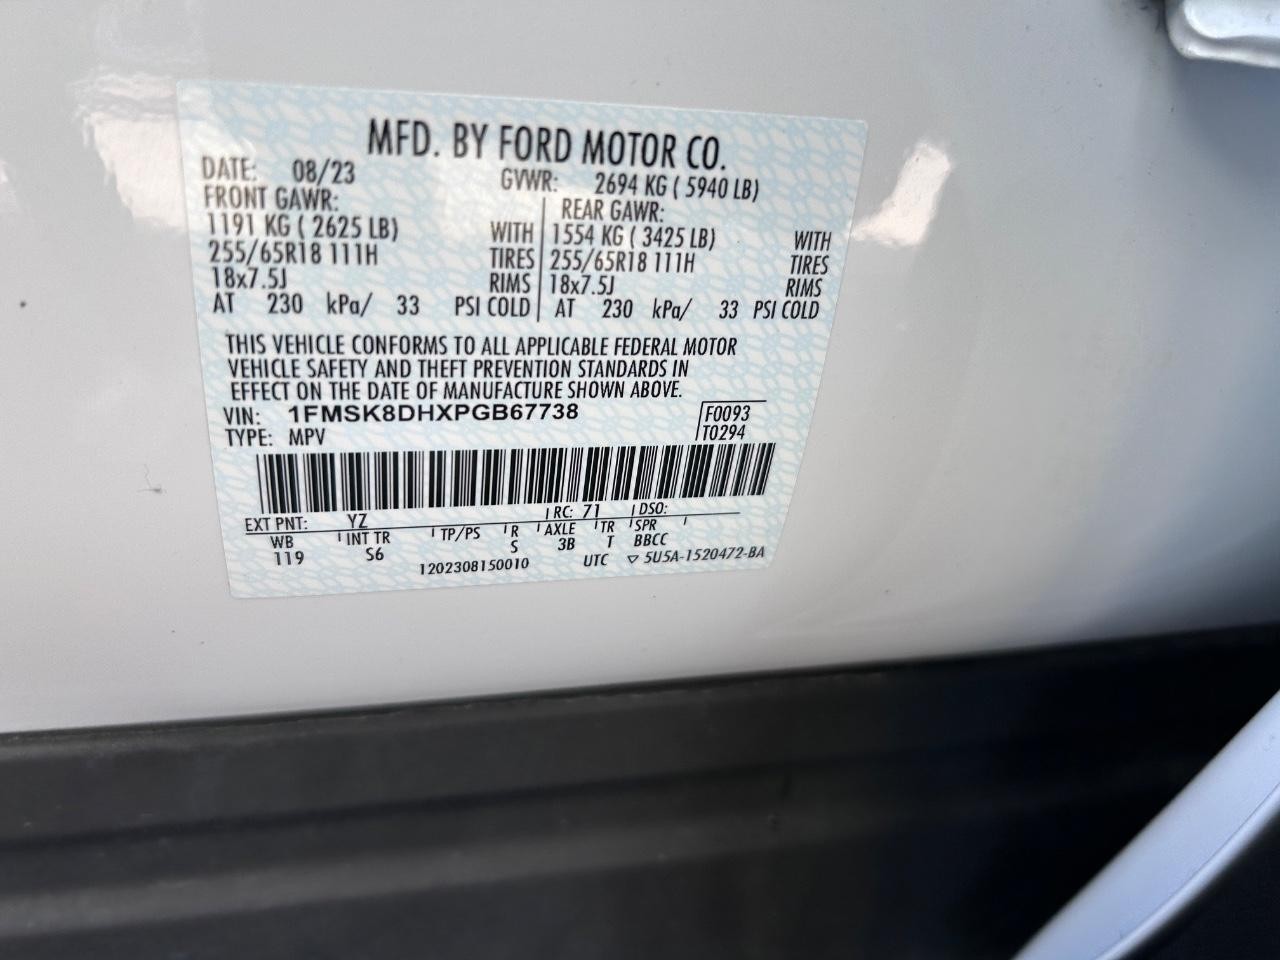 MFD. BY FORD MOTOR CO.
DATE: 08/23 GVWR: 2694 KG ( 5940 LB)
FRONT GAWR: REAR GAWR:
1191 KG ( 2625 LB) WITH 1554 KG ( 3425 LB) WITH
255/65R18 111H TIRES 255/65R18 111H TIRES
18x7.5J RIMS 18x7.5J RIMS
AT 230 kPa/ 33 PSI COLD AT 230 kPa/ 33 PSI COLD
THIS VEHICLE CONFORMS TO ALL APPLICABLE FEDERAL MOTOR
VEHICLE SAFETY AND THEFT PREVENTION STANDARDS IN
EFFECT ON THE DATE OF MANUFACTURE SHOWN ABOVE.
VIN: 1FMSK8DHXPGB67738 F0093
TYPE: MPV T0294
EXT PNT: YZ RC: 71 DSO:
WB INT TR TP/PS R AXLE TR SPR
119 S6 S 3B T BBCC
1202308150010 UTC ▽ 5U5A-1520472-BA